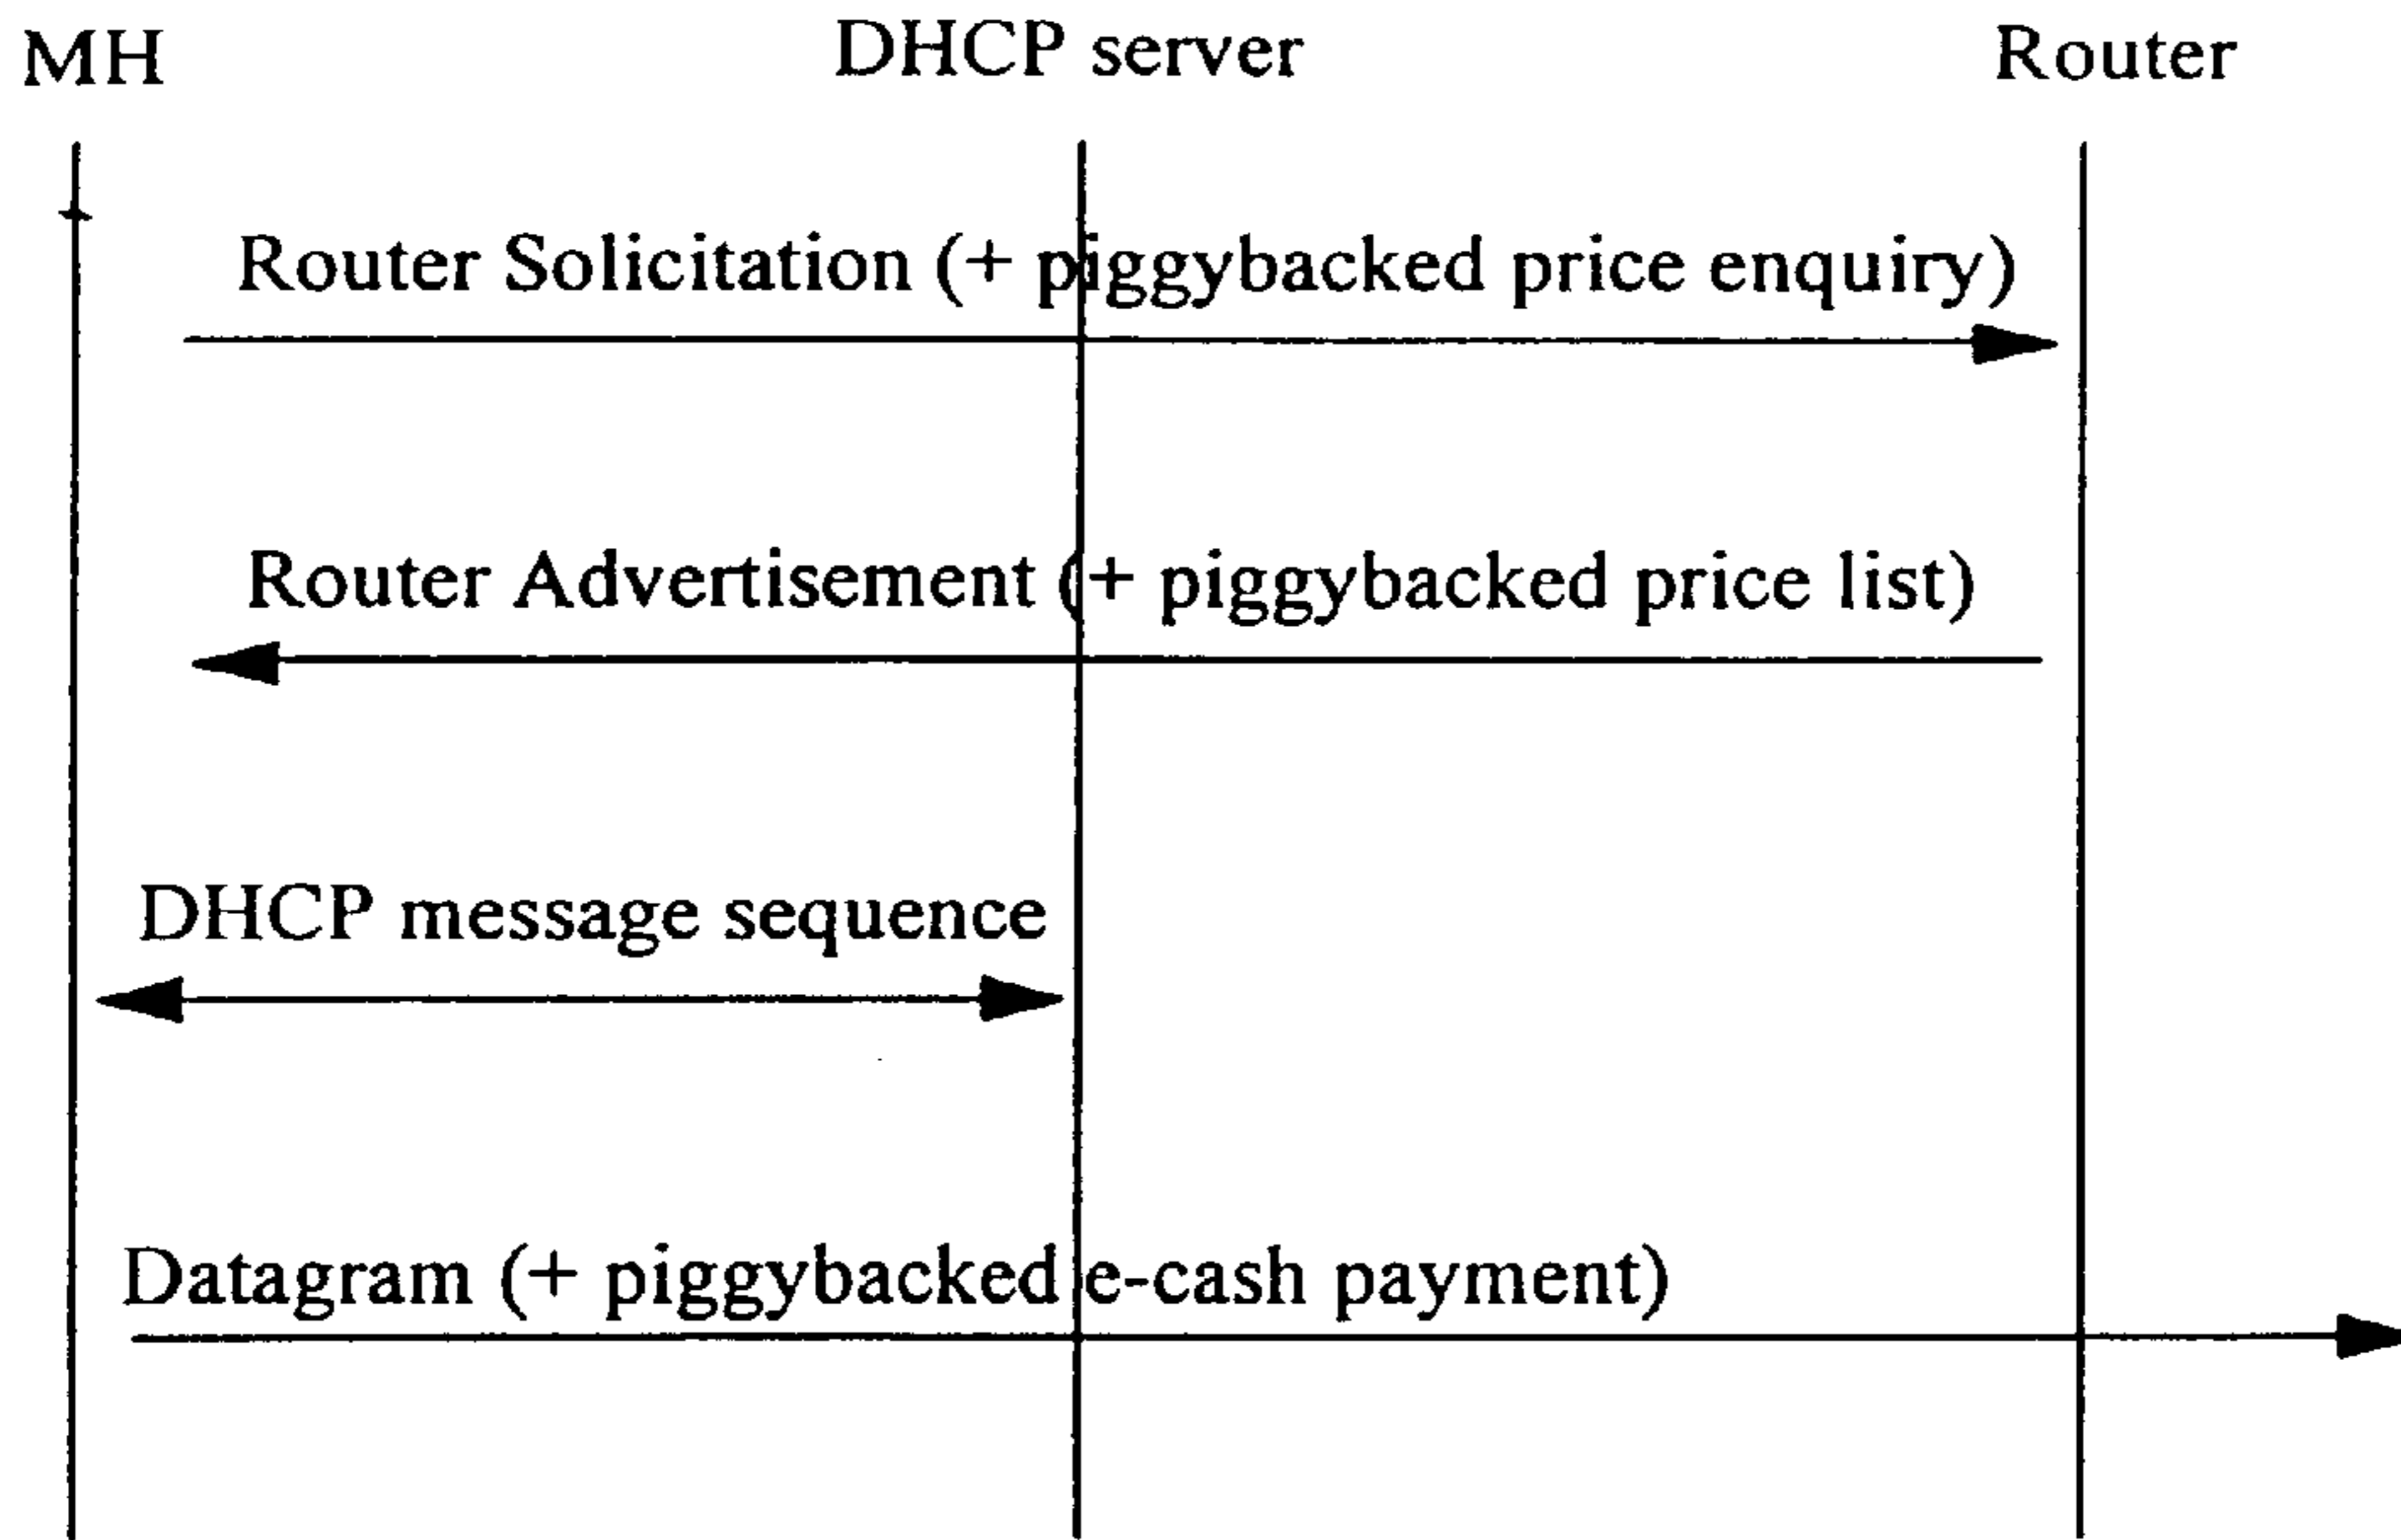 MH DHCP server Router
Router Solicitation (+ piggybacked price enquiry)
Router Advertisement (+ piggybacked price list)
DHCP message sequence
Datagram (+ piggybacked e-cash payment)